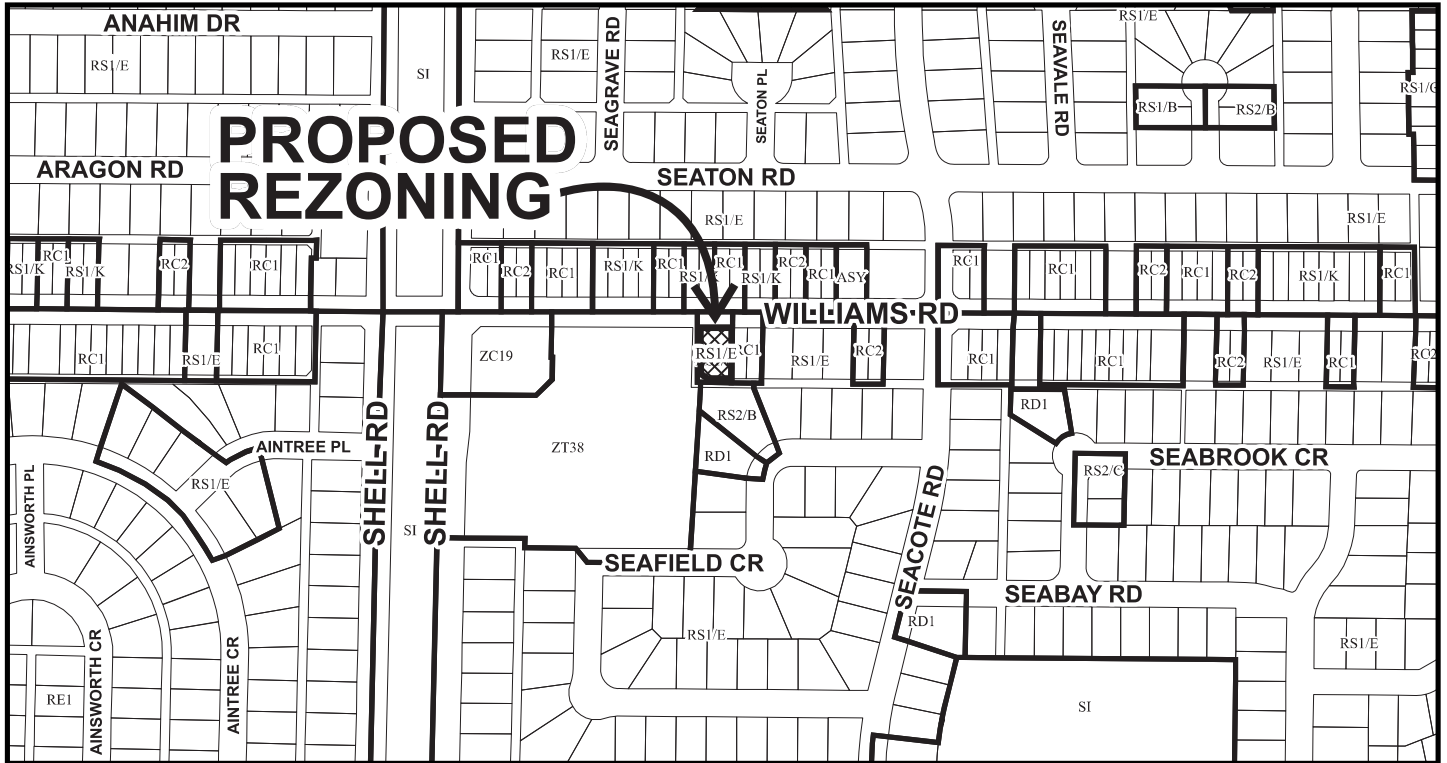 ANAHIM DR
RS1/E
SI
RS1/E
SEAGRAVE RD
SEATON PL
SEAVALE RD
RS1/E
RS1/B
RS2/B
PROPOSED
REZONING
ARAGON RD
SEATON RD
RS1/E
RS1/E
RS1/K
RC1
RS1/K
RC2
RC1
RC1
RC2
RC1
RS1/K
RC1
RC1
RS1/K
RC2
RC1
ASY
RC1
RC1
RC2
RC1
RC2
RS1/K
RC1
WILLIAMS RD
RC1
RS1/E
RC1
ZC19
RS1/E
RC1
RS1/E
RC2
RC1
RC1
RC2
RS1/E
RC1
RC2
SHELL RD
SHELL RD
AINTREE PL
RS1/E
AINSWORTH PL
ZT38
RS2/B
RD1
RD1
RS2/C
SEABROOK CR
SI
SEAFIELD CR
SEACOTE RD
SEABAY RD
RD1
RS1/E
RS1/E
RE1
AINSWORTH CR
AINTREE CR
SI